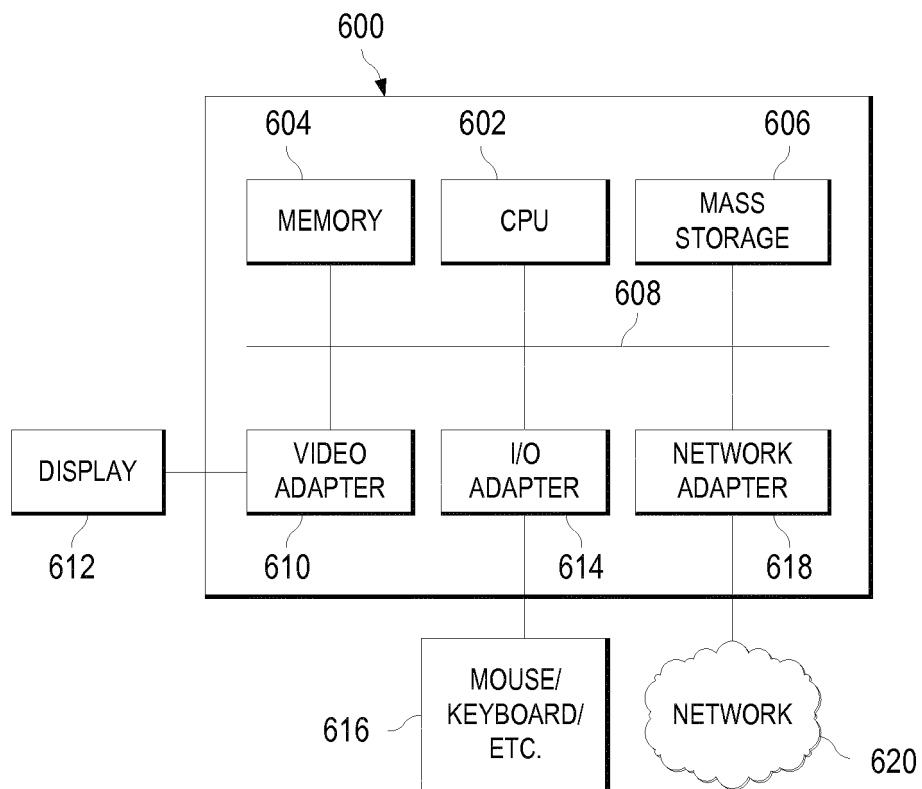 600
604
602
606
MEMORY
CPU
MASS
STORAGE
608
DISPLAY
VIDEO
ADAPTER
I/O
ADAPTER
NETWORK
ADAPTER
612
610
614
618
MOUSE/
KEYBOARD/
ETC.
616
NETWORK
620